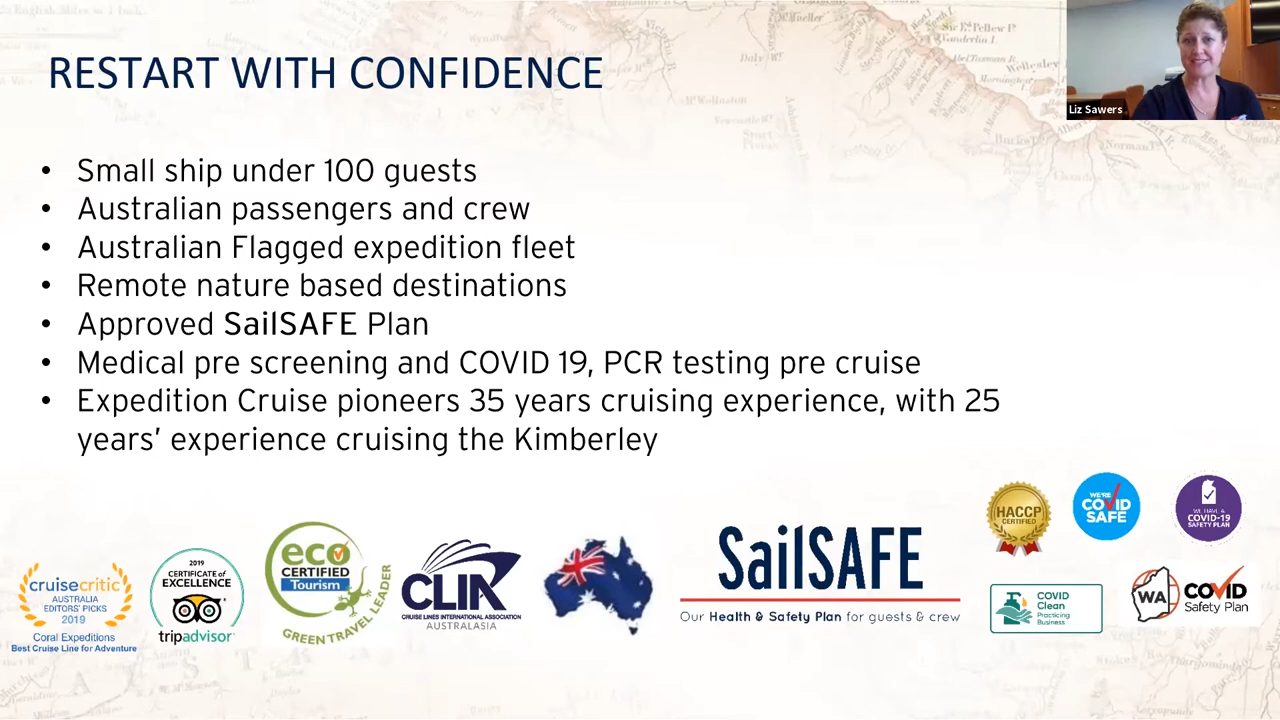 RESTART WITH CONFIDENCE
Liz Sawers
• Small ship under 100 guests
• Australian passengers and crew
• Australian Flagged expedition fleet
• Remote nature based destinations
• Approved SailSAFE Plan
• Medical pre screening and COVID 19, PCR testing pre cruise
• Expedition Cruise pioneers 35 years cruising experience, with 25
years' experience cruising the Kimberley
cruisecritic
AUSTRALIA
EDITORS' PICKS
2019
Coral Expeditions
Best Cruise Line for Adventure
2019
CERTIFICATE of
EXCELLENCE
tripadvisor
eco
CERTIFIED
Tourism
GREEN TRAVEL LEADER
CLIA
CRUISE LINES INTERNATIONAL ASSOCIATION
AUSTRALASIA
SailSAFE
Our Health & Safety Plan for guests & crew
HACCP
CERTIFIED
WE'RE
COVID
SAFE
WE HAVE A
COVID-19
SAFETY PLAN
COVID
Clean
Practicing
Business
WA
COVID
Safety Plan